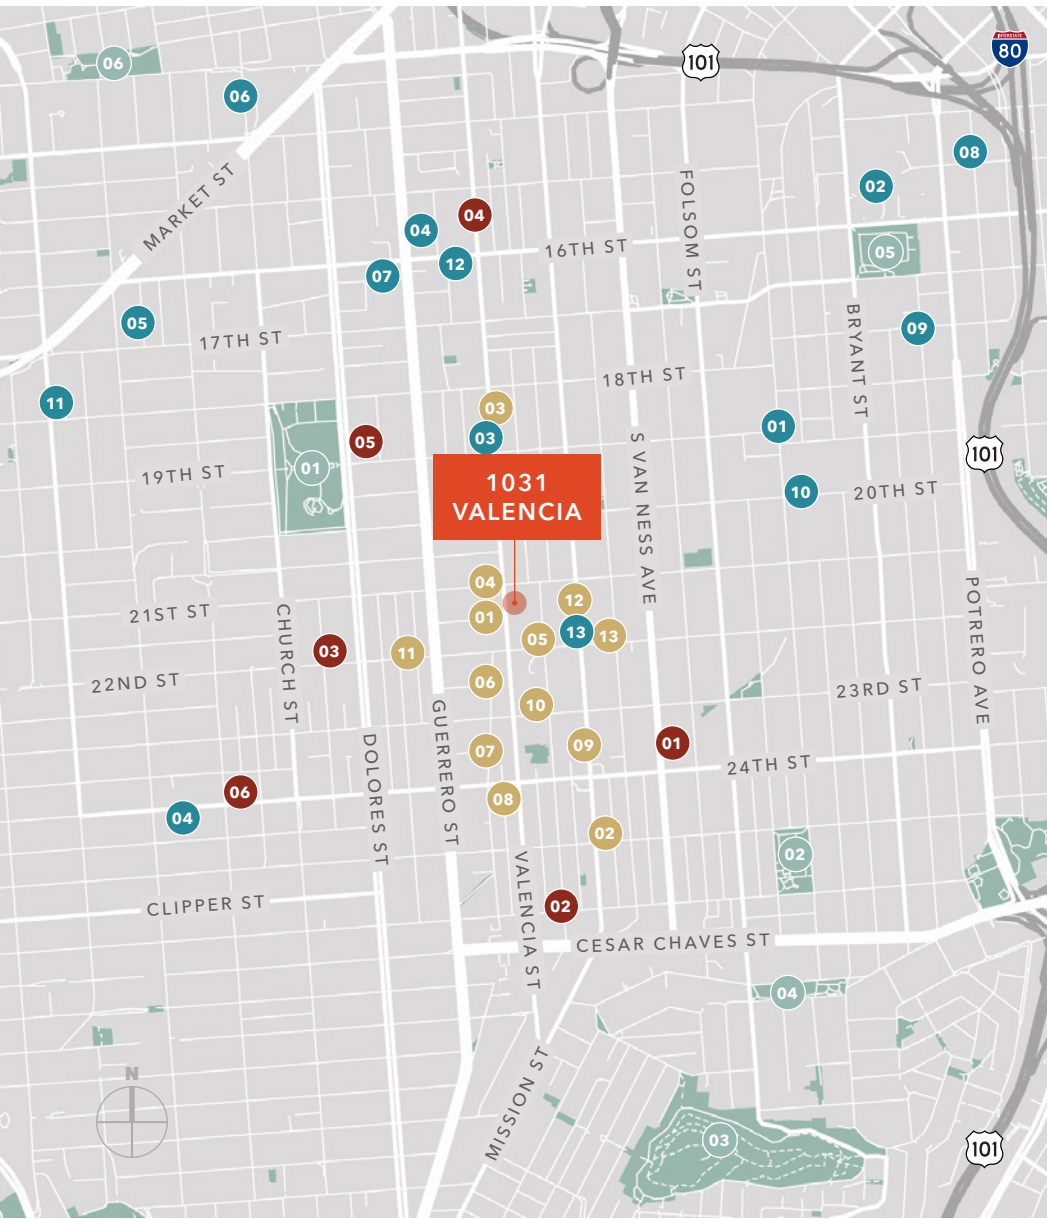 06
06
101
INTERSTATE
80
08
MARKET ST
FOLSOM ST
02
04
04
16TH ST
05
12
07
05
17TH ST
BRYANT ST
09
18TH ST
11
03
01
03
05
S VAN NESS AVE
101
01
19TH ST
1031
VALENCIA
10
20TH ST
04
12
POTRERO AVE
21ST ST
CHURCH ST
01
13
13
05
03
11
22ND ST
06
23RD ST
10
GUERRERO ST
DOLORES ST
07
09
01
24TH ST
06
08
04
02
02
VALENCIA ST
CLIPPER ST
02
CESAR CHAVES ST
04
MISSION ST
N
03
101